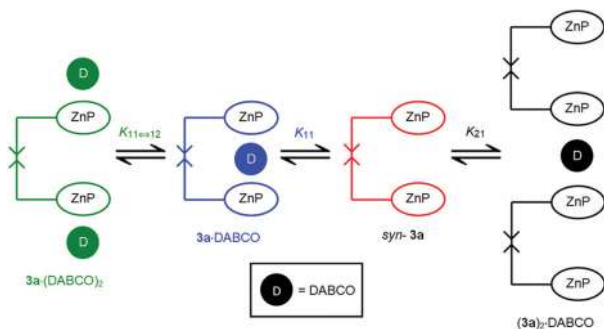 D
ZnP
ZnP
D
3a·(DABCO)₂
K₁₁⇔₁₂
ZnP
D
ZnP
3a·DABCO
K₁₁
ZnP
ZnP
syn- 3a
K₂₁
ZnP
ZnP
D
ZnP
ZnP
(3a)₂·DABCO
D = DABCO